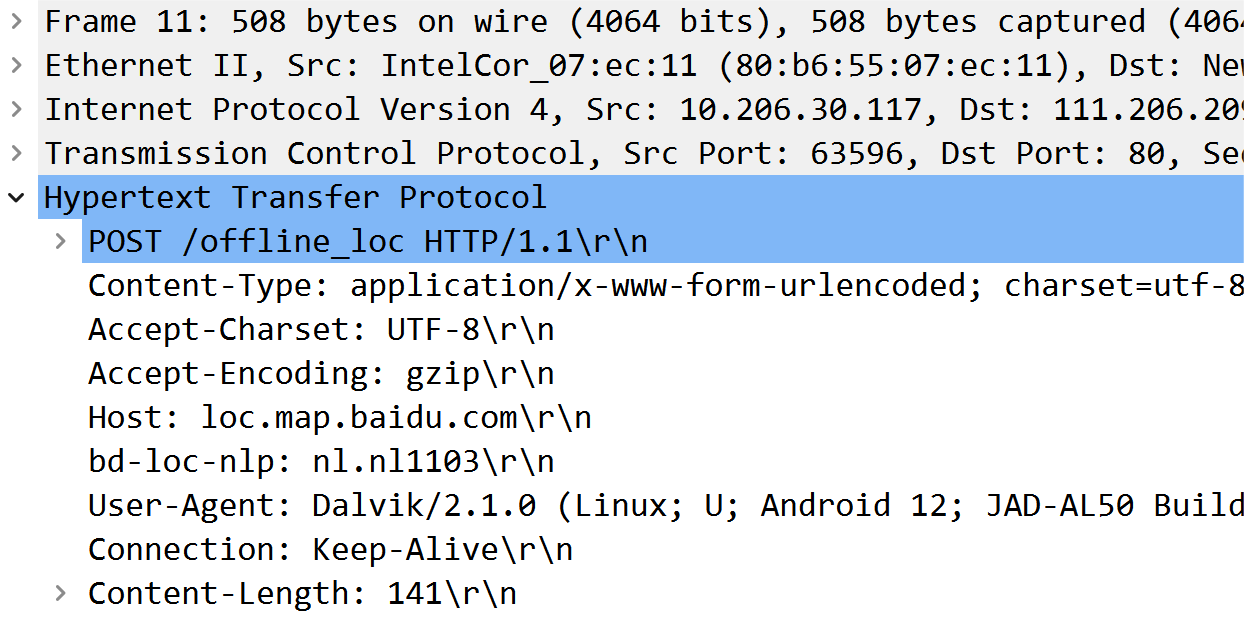 Frame 11: 508 bytes on wire (4064 bits), 508 bytes captured (4064
Ethernet II, Src: IntelCor_07:ec:11 (80:b6:55:07:ec:11), Dst: New
Internet Protocol Version 4, Src: 10.206.30.117, Dst: 111.206.209
Transmission Control Protocol, Src Port: 63596, Dst Port: 80, Sec
Hypertext Transfer Protocol
POST /offline_loc HTTP/1.1\r\n
Content-Type: application/x-www-form-urlencoded; charset=utf-8
Accept-Charset: UTF-8\r\n
Accept-Encoding: gzip\r\n
Host: loc.map.baidu.com\r\n
bd-loc-nlp: nl.nl1103\r\n
User-Agent: Dalvik/2.1.0 (Linux; U; Android 12; JAD-AL50 Build
Connection: Keep-Alive\r\n
Content-Length: 141\r\n